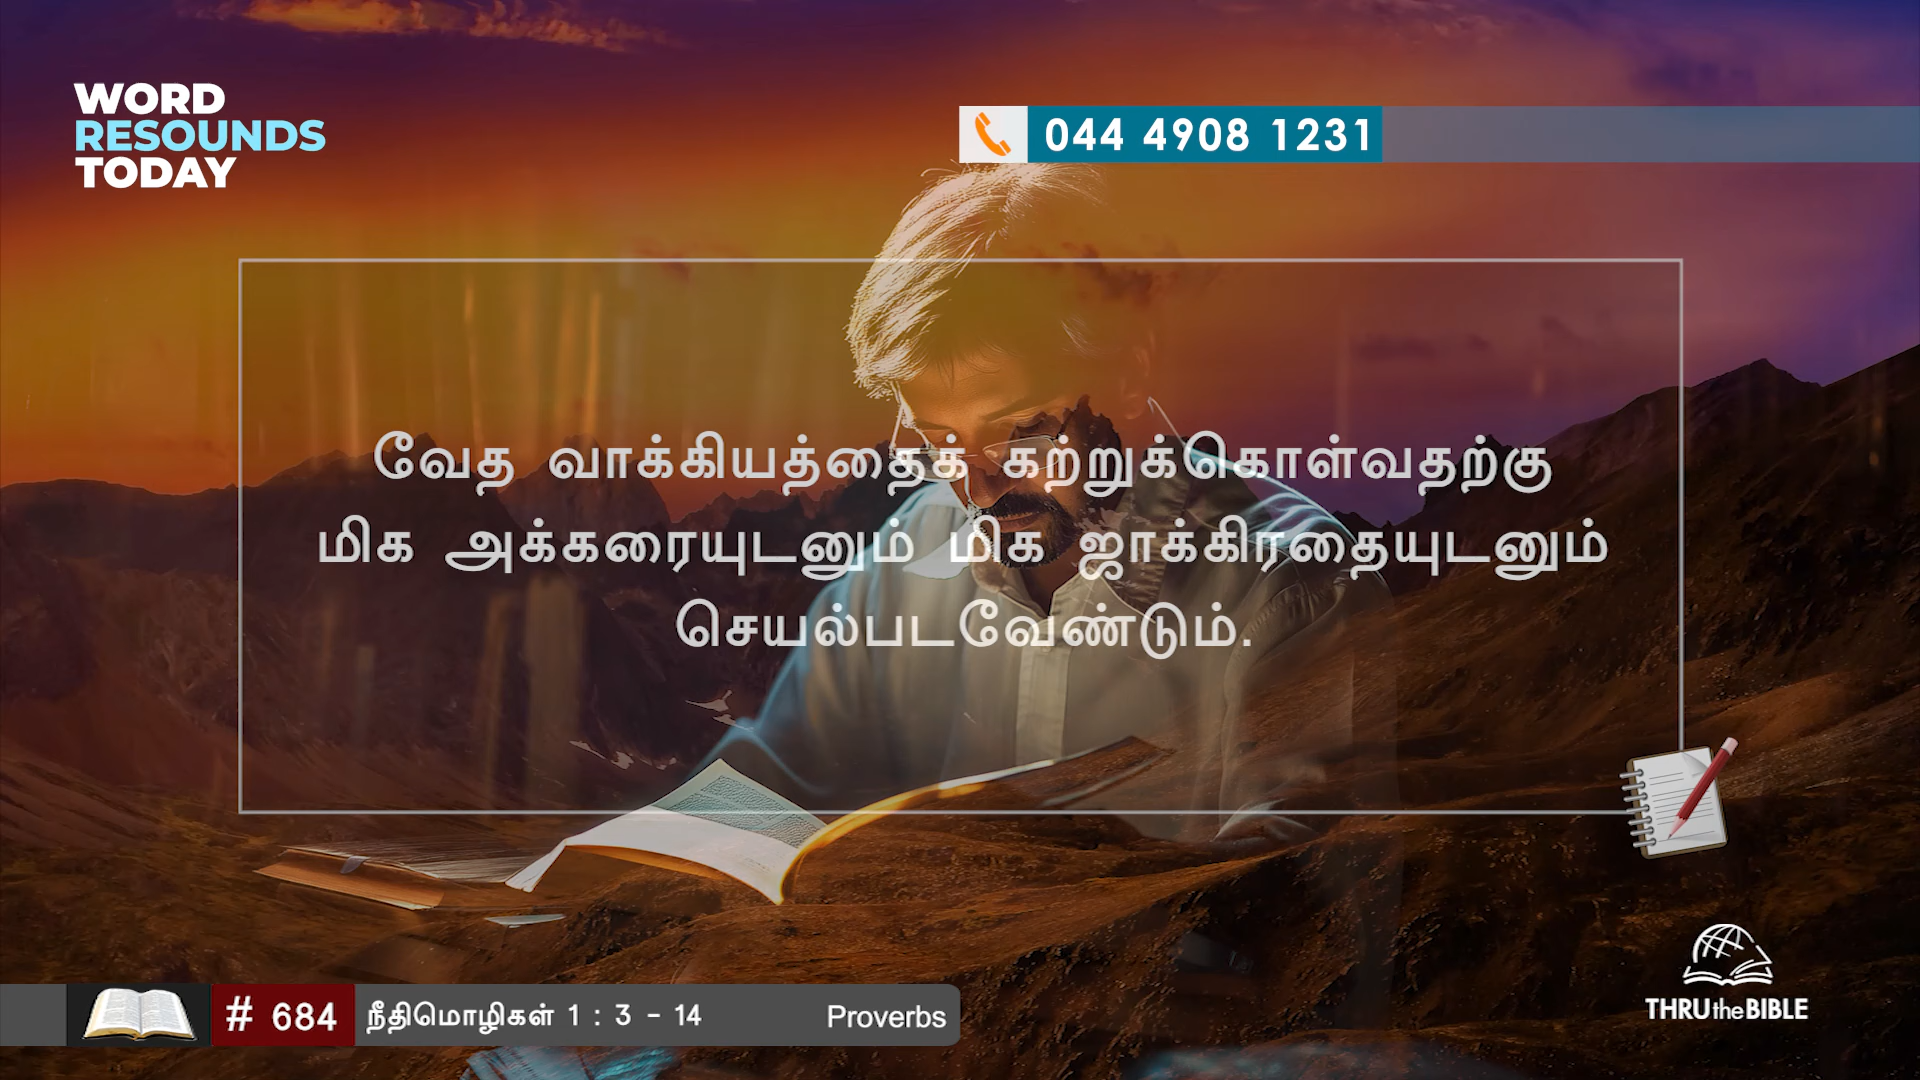 WORD
RESOUNDS
TODAY
044 4908 1231
வேத வாக்கியத்தைக் கற்றுக்கொள்வதற்கு
மிக அக்கரையுடனும் மிக ஜாக்கிரதையுடனும்
செயல்படவேண்டும்.
# 684 நீதிமொழிகள் 1 : 3 - 14 Proverbs
THRU the BIBLE